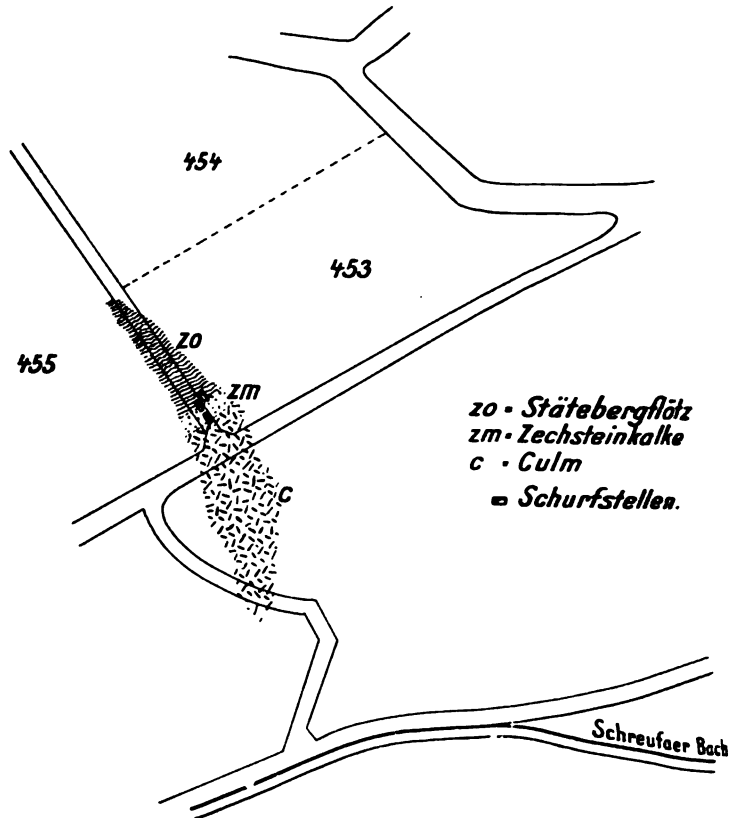 454
453
455
zo
zm
c
zo - Stätebergflötz
zm - Zechsteinkalke
c - Culm
Schurfstellen.
Schreufaer Bach